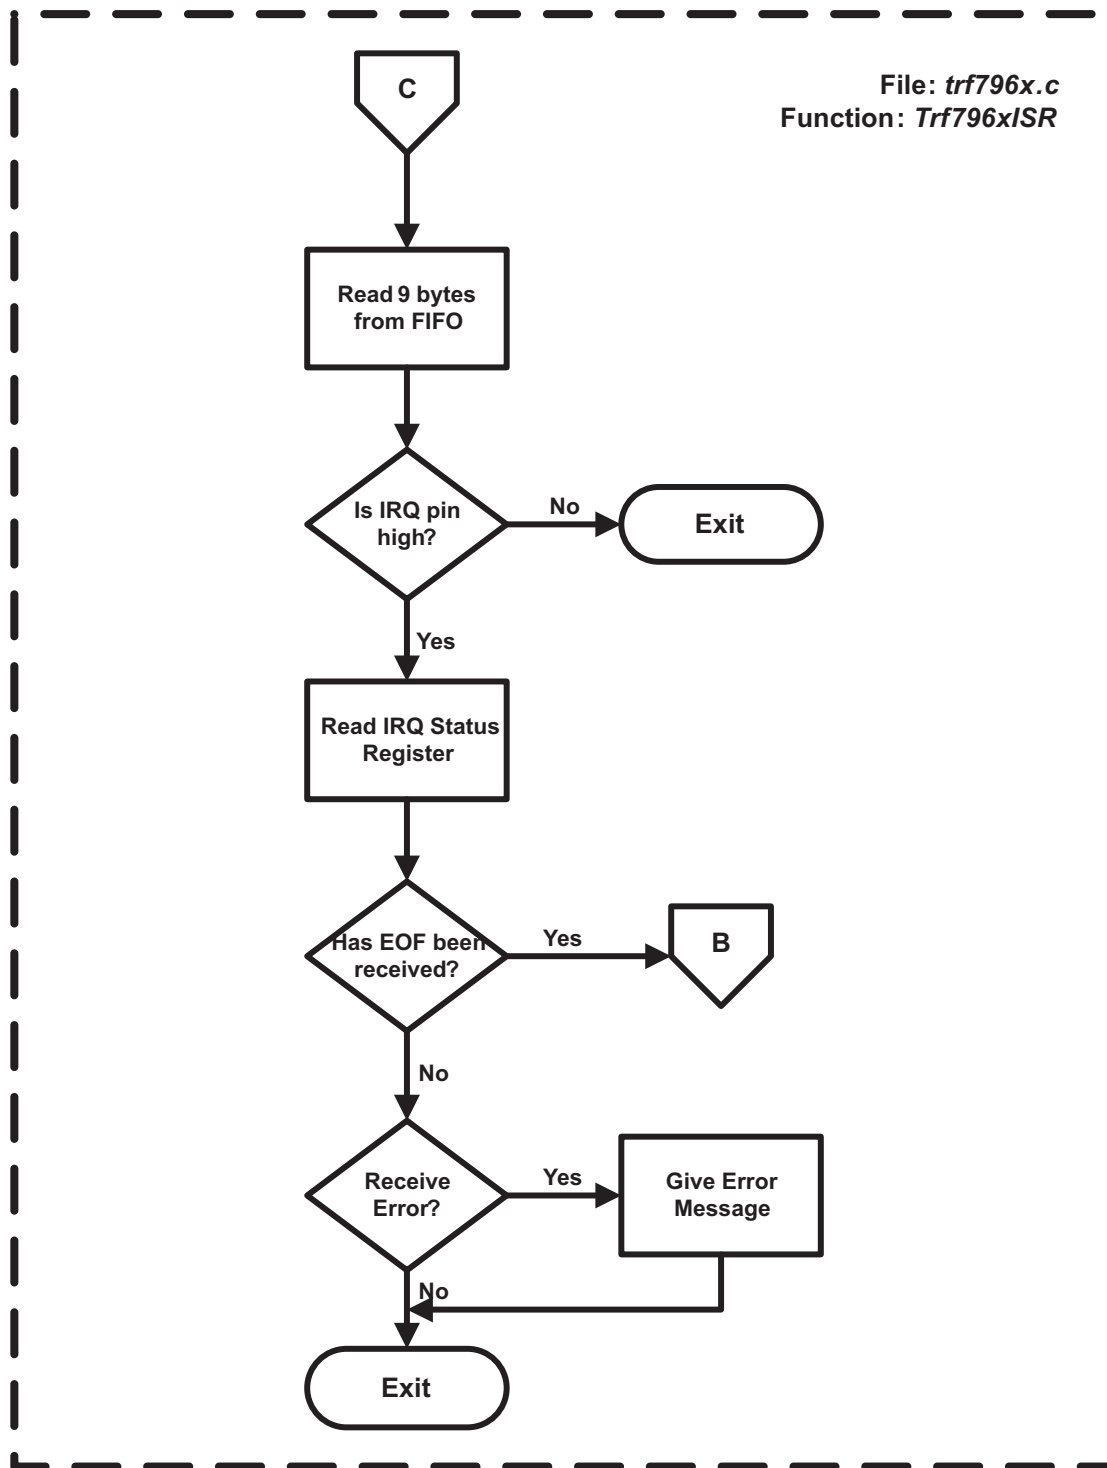 C
File: trf796x.c
Function: Trf796xISR
Read 9 bytes
from FIFO
Is IRQ pin
high?
No
Exit
Yes
Read IRQ Status
Register
Has EOF been
received?
Yes
B
No
Receive
Error?
Yes
Give Error
Message
No
Exit